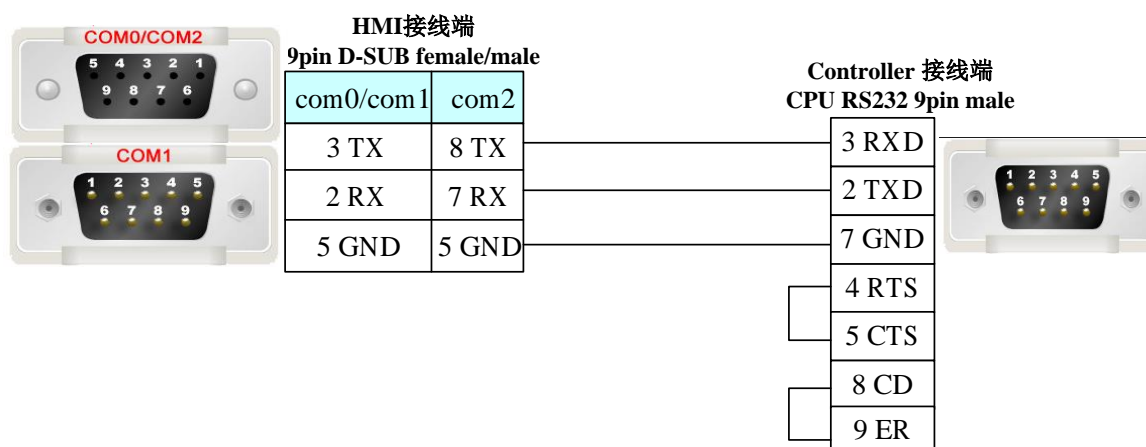 COM0/COM2
5 4 3 2 1
9 8 7 6
COM1
1 2 3 4 5
6 7 8 9
HMI接线端
9pin D-SUB female/male
com0/com1 com2
3 TX 8 TX
2 RX 7 RX
5 GND 5 GND
Controller 接线端
CPU RS232 9pin male
3 RXD
2 TXD
7 GND
4 RTS
5 CTS
8 CD
9 ER
1 2 3 4 5
6 7 8 9